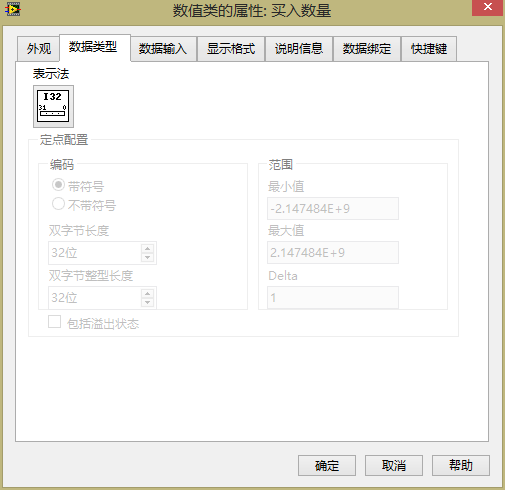 数值类的属性: 买入数量
外观 数据类型 数据输入 显示格式 说明信息 数据绑定 快捷键
表示法
I32
31 0
定点配置
编码
带符号
不带符号
双字节长度
32位
双字节整型长度
32位
包括溢出状态
范围
最小值
-2.147484E+9
最大值
2.147484E+9
Delta
1
确定 取消 帮助